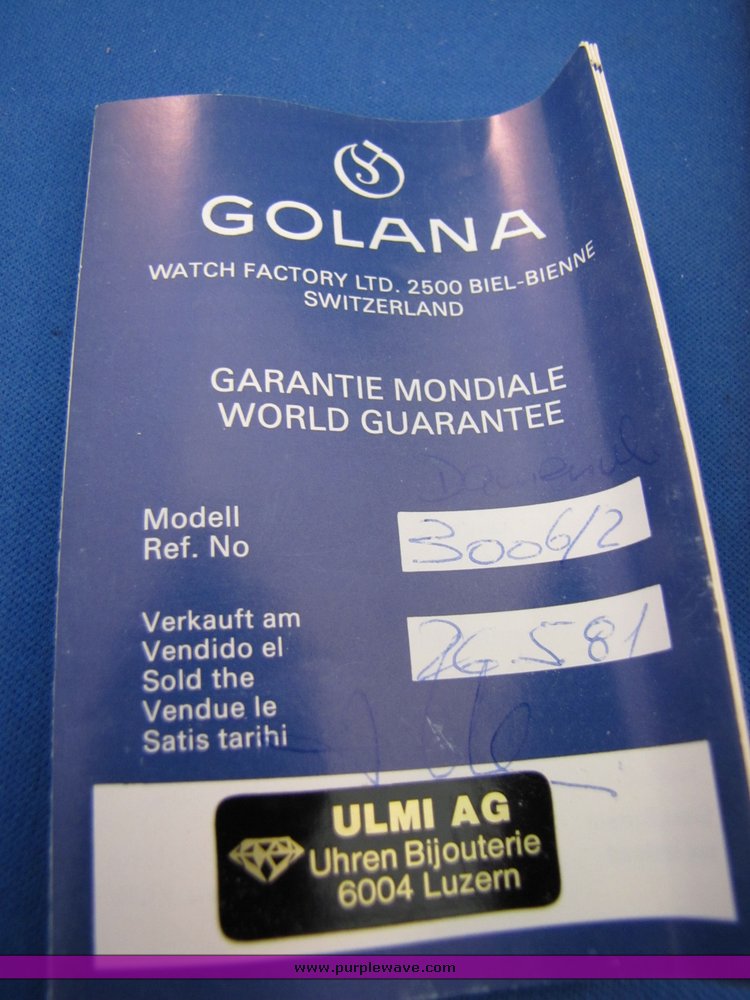 GOLANA
WATCH FACTORY LTD. 2500 BIEL-BIENNE
SWITZERLAND
GARANTIE MONDIALE
WORLD GUARANTEE
Modell
Ref. No
3006/2
Verkauft am
Vendido el
Sold the
Vendue le
Satis tarihi
26.5 81
ULMI AG
Uhren Bijouterie
6004 Luzern
www.purplewave.com